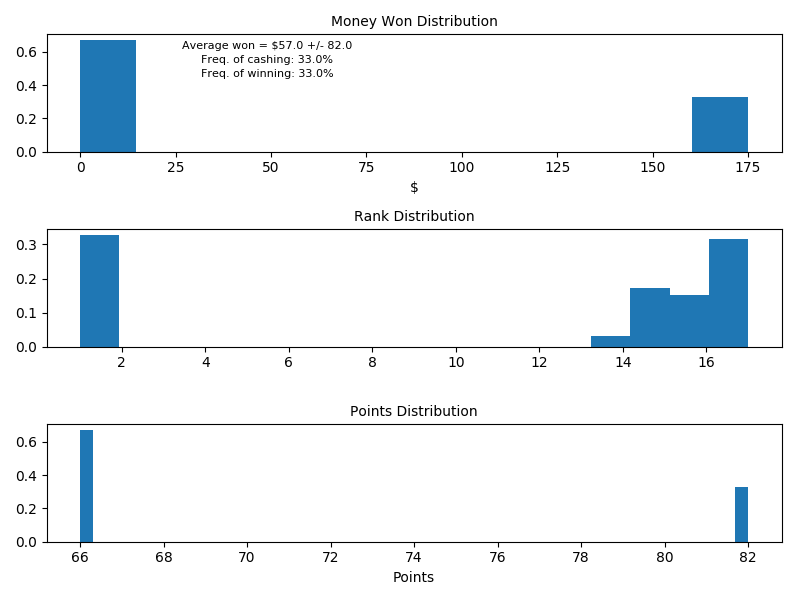 Money Won Distribution
Average won = $57.0 +/- 82.0
Freq. of cashing: 33.0%
Freq. of winning: 33.0%
0.6
0.4
0.2
0.0
0 25 50 75 100 125 150 175
$
Rank Distribution
0.3
0.2
0.1
0.0
2 4 6 8 10 12 14 16
Points Distribution
0.6
0.4
0.2
0.0
66 68 70 72 74 76 78 80 82
Points